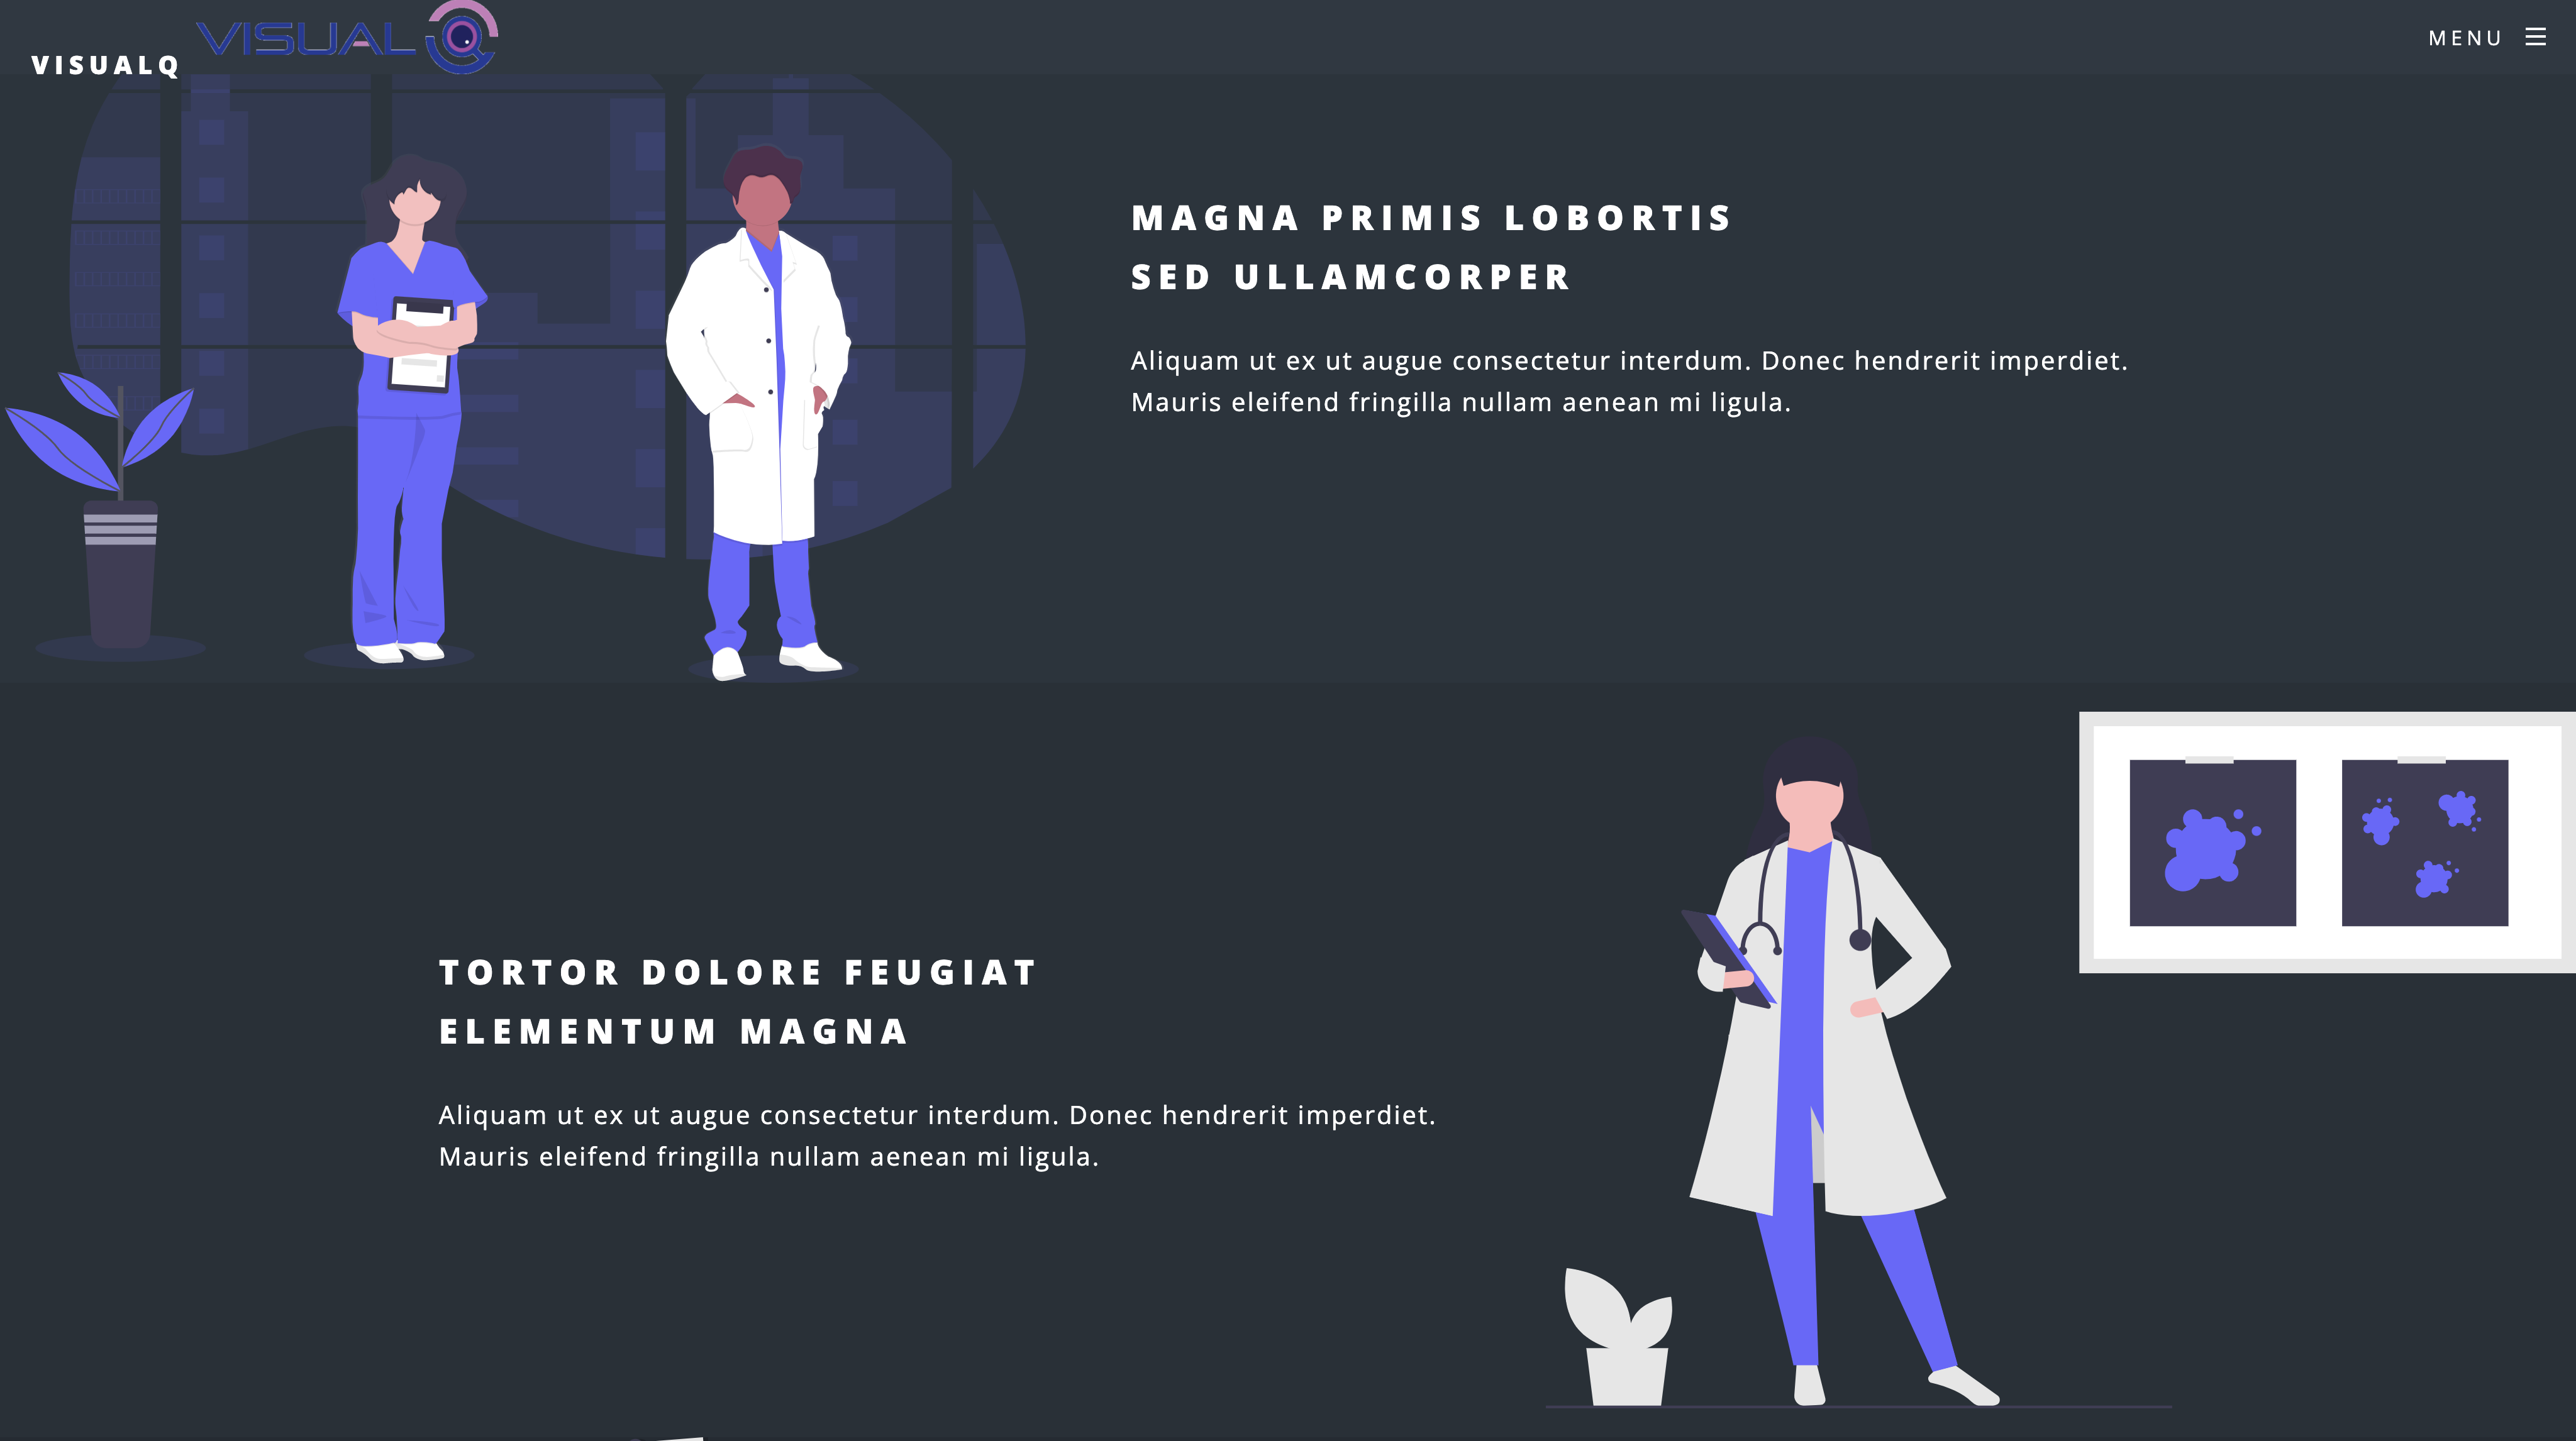 VISUALQ
VISUAL Q
MENU
MAGNA PRIMIS LOBORTIS
SED ULLAMCORPER
Aliquam ut ex ut augue consectetur interdum. Donec hendrerit imperdiet.
Mauris eleifend fringilla nullam aenean mi ligula.
TORTOR DOLORE FEUGIAT
ELEMENTUM MAGNA
Aliquam ut ex ut augue consectetur interdum. Donec hendrerit imperdiet.
Mauris eleifend fringilla nullam aenean mi ligula.